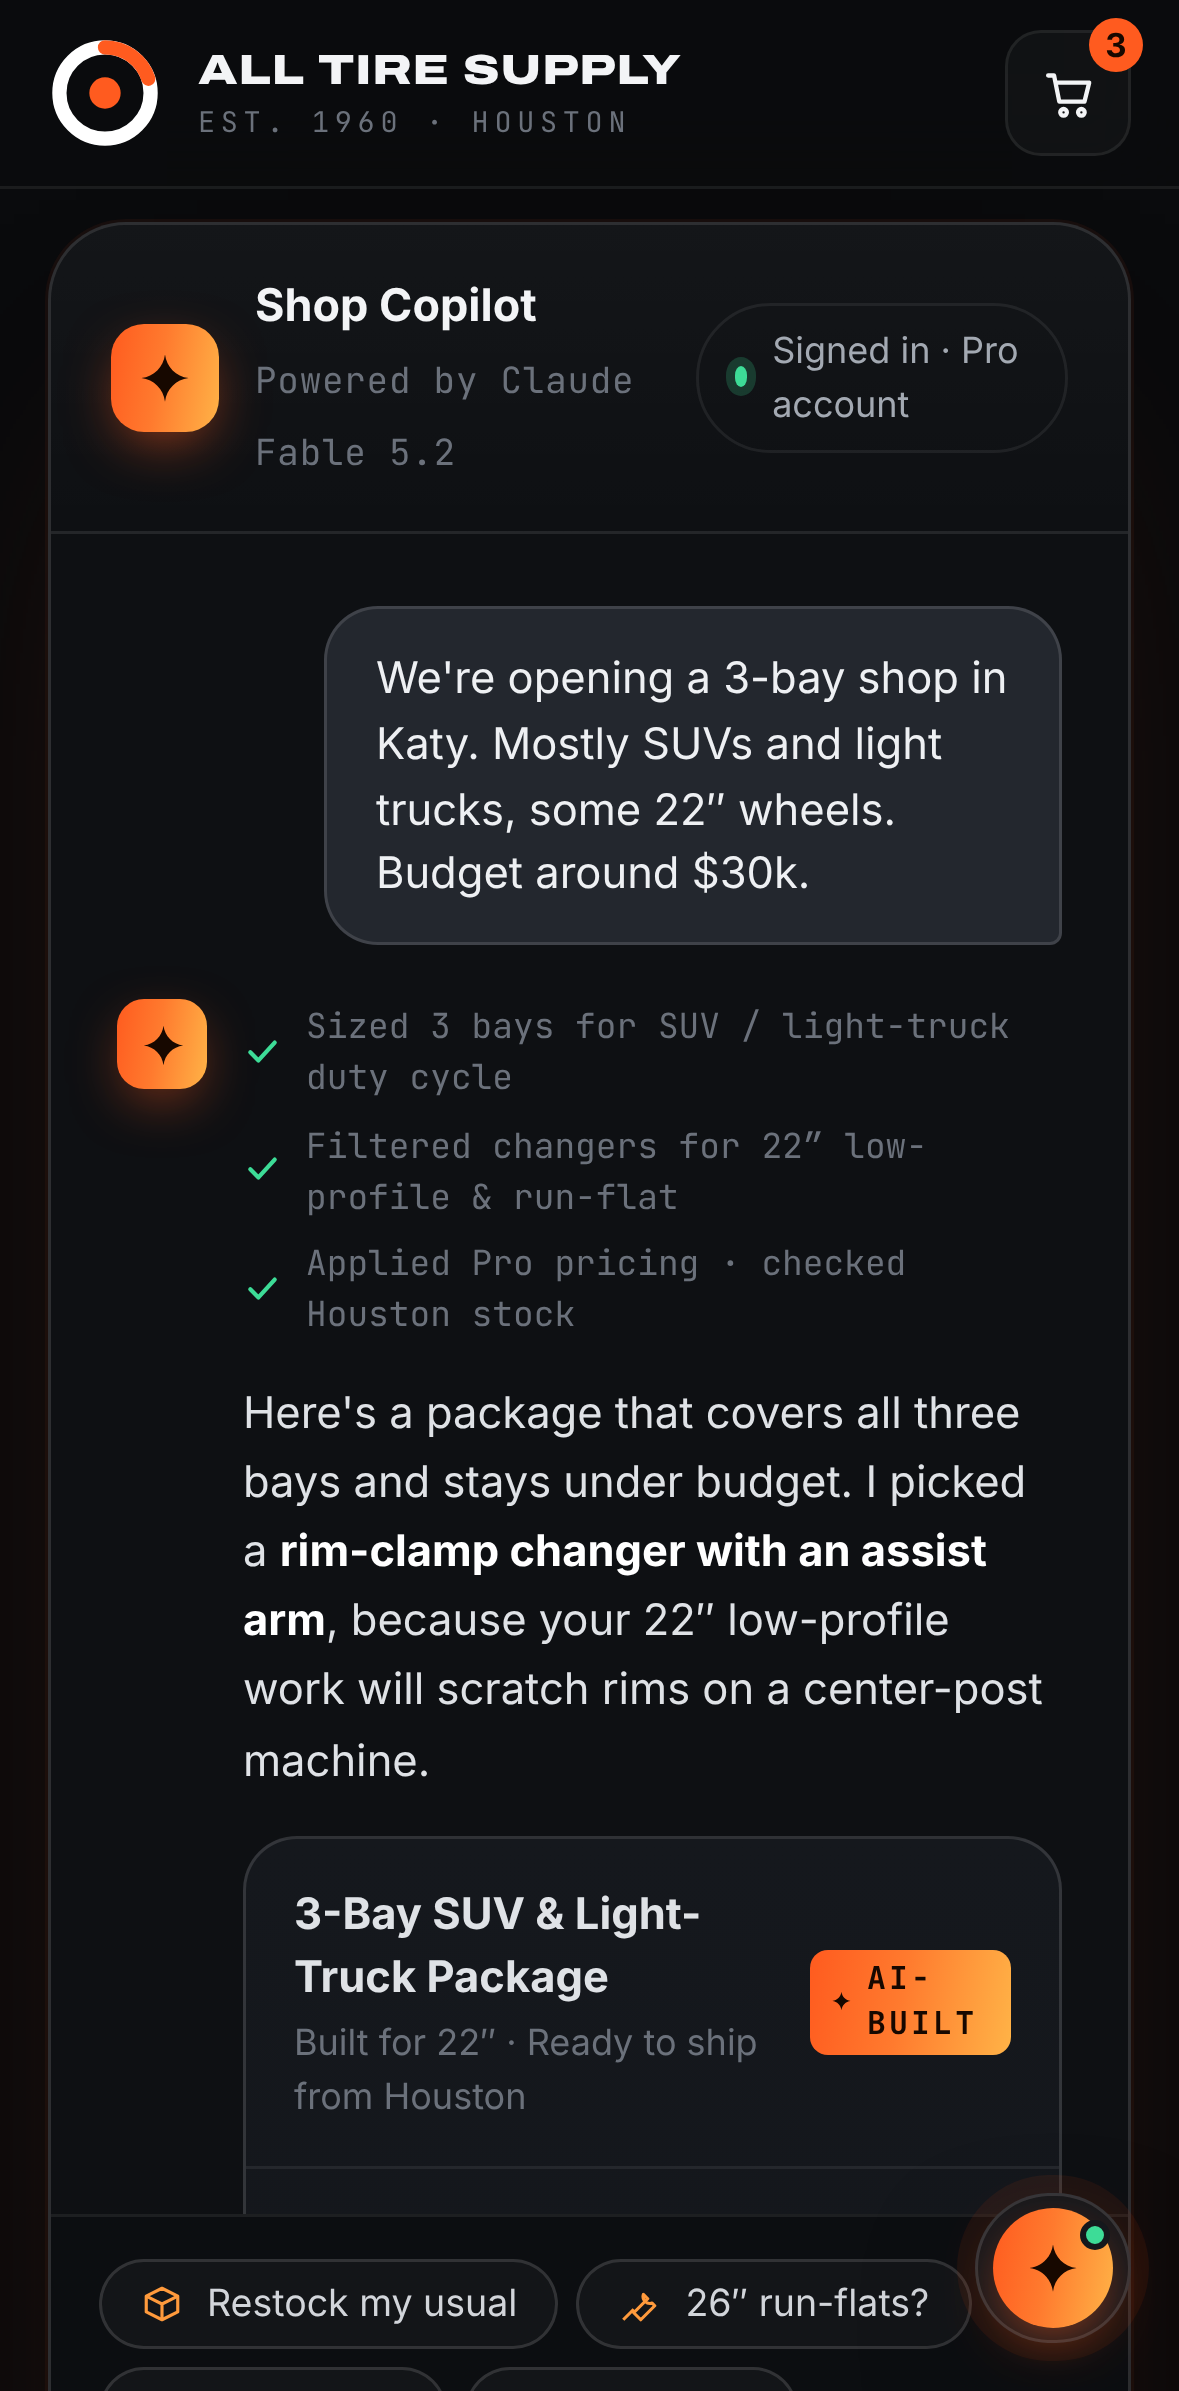 ALL TIRE SUPPLY
EST. 1960 · HOUSTON
3
Shop Copilot
Powered by Claude
Fable 5.2
Signed in · Pro
account
We're opening a 3-bay shop in
Katy. Mostly SUVs and light
trucks, some 22″ wheels.
Budget around $30k.
Sized 3 bays for SUV / light-truck
duty cycle
Filtered changers for 22″ low-
profile & run-flat
Applied Pro pricing · checked
Houston stock
Here's a package that covers all three
bays and stays under budget. I picked
a rim-clamp changer with an assist
arm, because your 22″ low-profile
work will scratch rims on a center-post
machine.
3-Bay SUV & Light-
Truck Package
Built for 22″ · Ready to ship
from Houston
AI-
BUILT
Restock my usual
26″ run-flats?